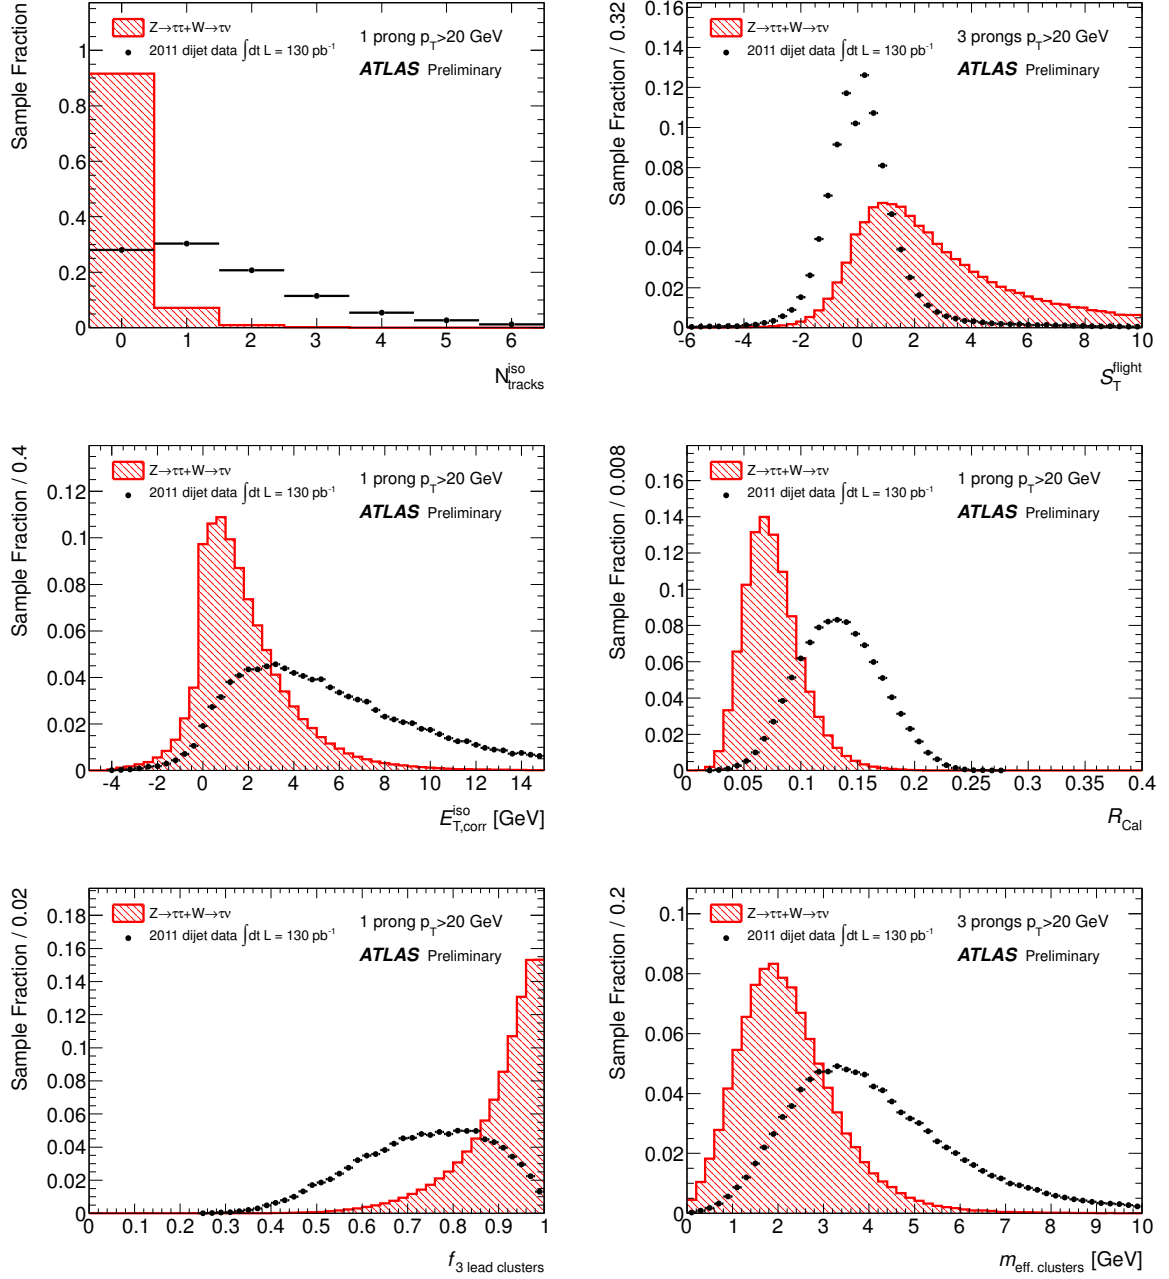 Sample Fraction
Z→ττ+W→τν
2011 dijet data ∫dt L = 130 pb⁻¹
1 prong p_T>20 GeV
ATLAS Preliminary
1
0.8
0.6
0.4
0.2
0
0 1 2 3 4 5 6
N^iso_tracks
Sample Fraction / 0.32
Z→ττ+W→τν
2011 dijet data ∫dt L = 130 pb⁻¹
3 prongs p_T>20 GeV
ATLAS Preliminary
0.16
0.14
0.12
0.1
0.08
0.06
0.04
0.02
0
-6 -4 -2 0 2 4 6 8 10
S_T^flight
Sample Fraction / 0.4
Z→ττ+W→τν
2011 dijet data ∫dt L = 130 pb⁻¹
1 prong p_T>20 GeV
ATLAS Preliminary
0.12
0.1
0.08
0.06
0.04
0.02
0
-4 -2 0 2 4 6 8 10 12 14
E^iso_T,corr [GeV]
Sample Fraction / 0.008
Z→ττ+W→τν
2011 dijet data ∫dt L = 130 pb⁻¹
1 prong p_T>20 GeV
ATLAS Preliminary
0.16
0.14
0.12
0.1
0.08
0.06
0.04
0.02
0
0 0.05 0.1 0.15 0.2 0.25 0.3 0.35 0.4
R_Cal
Sample Fraction / 0.02
Z→ττ+W→τν
2011 dijet data ∫dt L = 130 pb⁻¹
1 prong p_T>20 GeV
ATLAS Preliminary
0.18
0.16
0.14
0.12
0.1
0.08
0.06
0.04
0.02
0
0 0.1 0.2 0.3 0.4 0.5 0.6 0.7 0.8 0.9 1
f_3 lead clusters
Sample Fraction / 0.2
Z→ττ+W→τν
2011 dijet data ∫dt L = 130 pb⁻¹
3 prongs p_T>20 GeV
ATLAS Preliminary
0.1
0.08
0.06
0.04
0.02
0
0 1 2 3 4 5 6 7 8 9 10
m_eff. clusters [GeV]